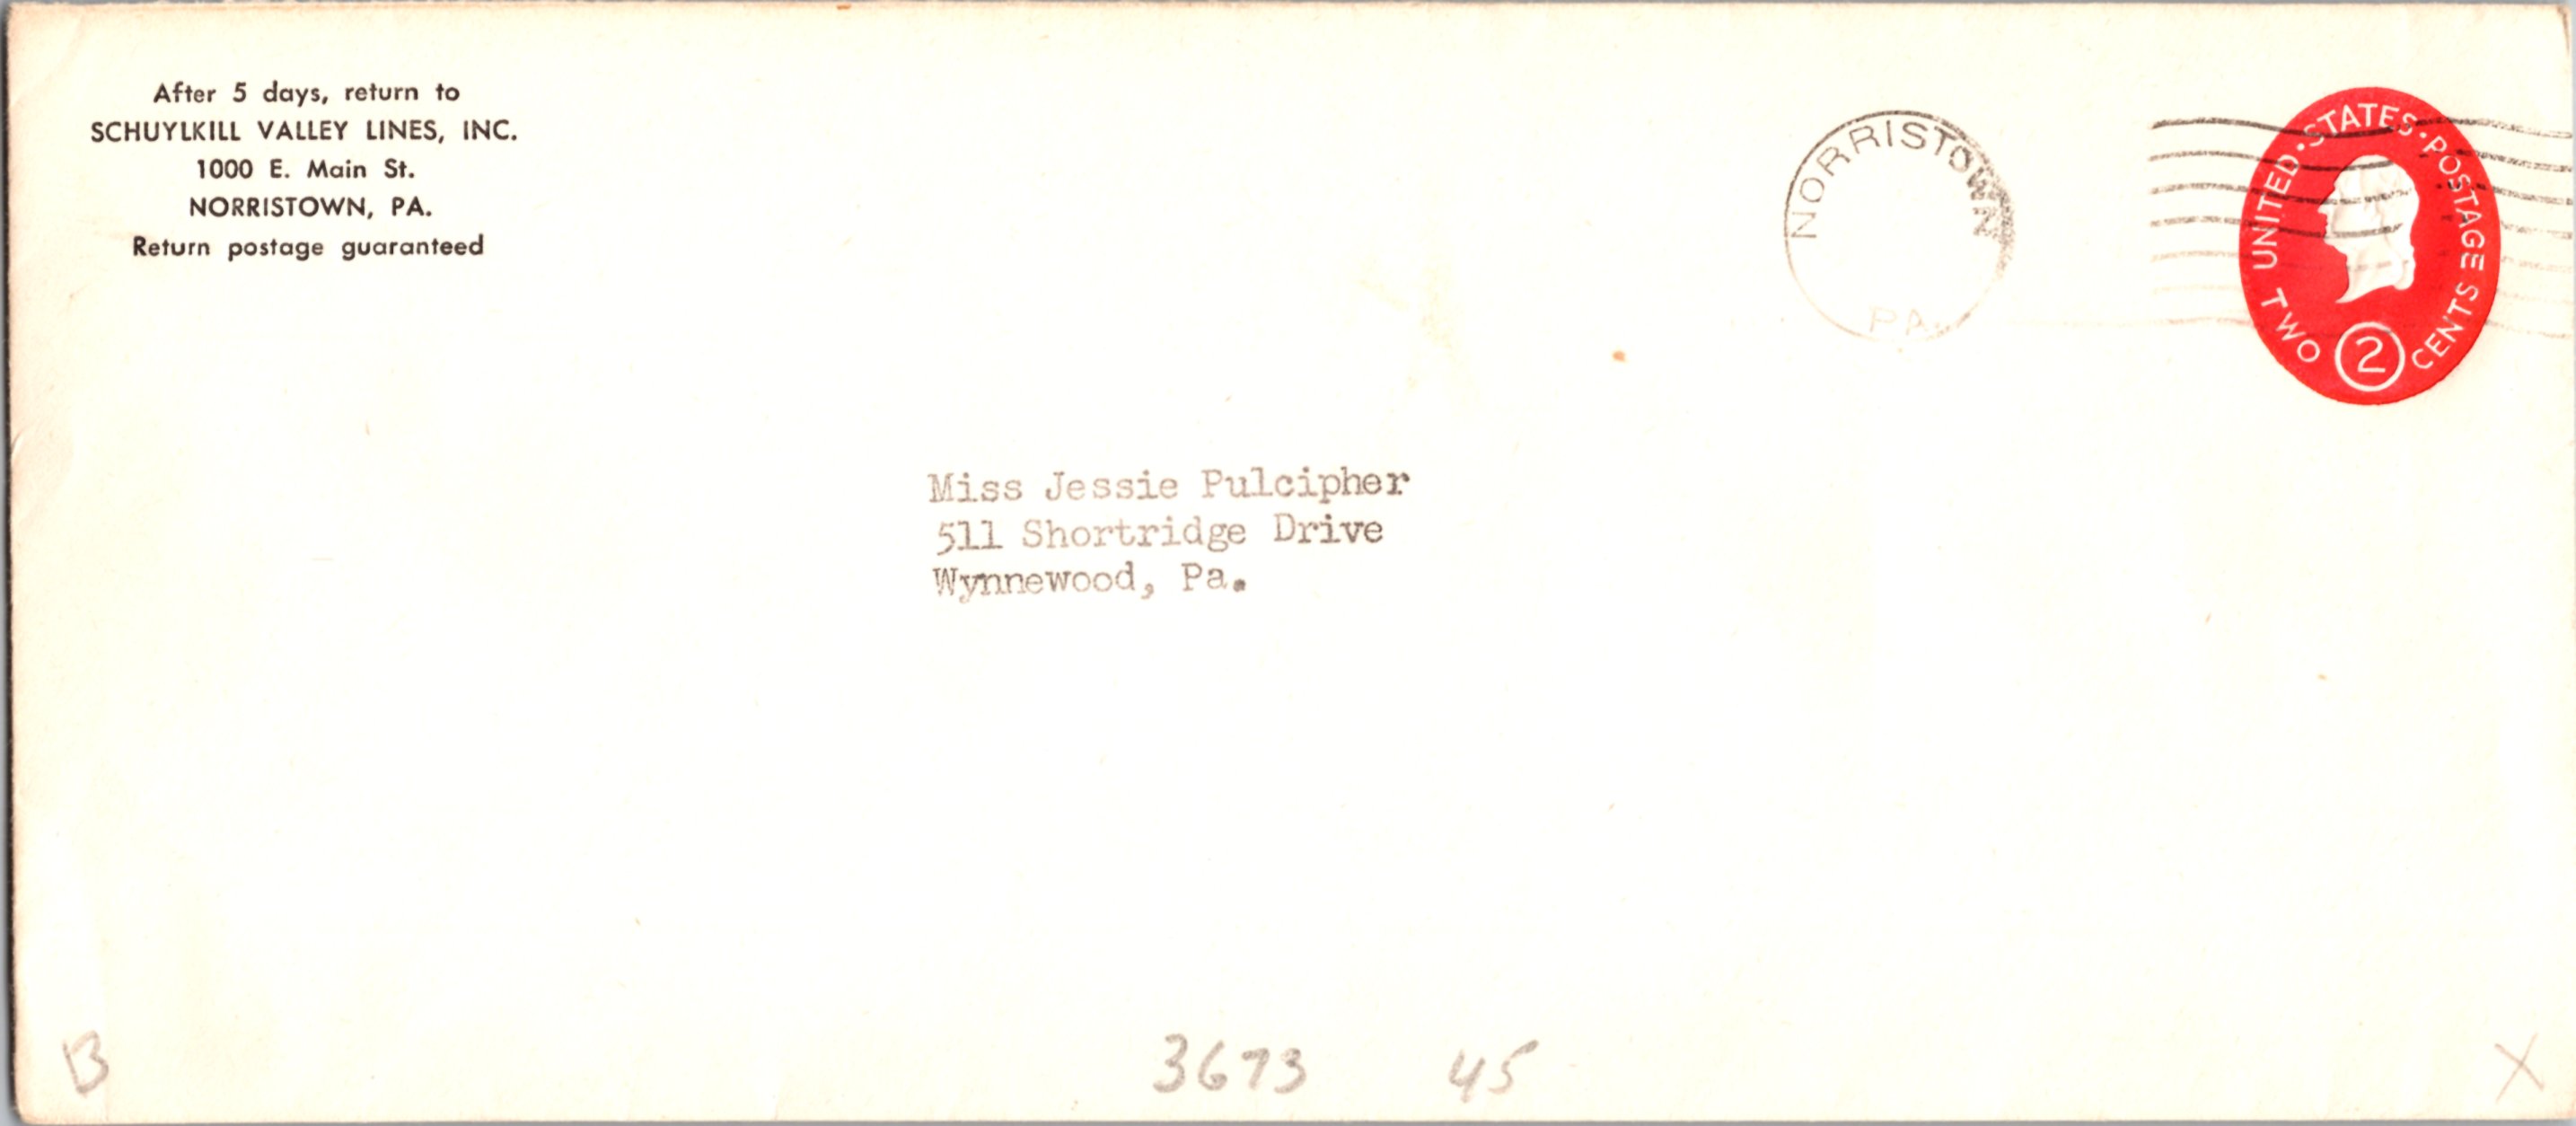 After 5 days, return to
SCHUYLKILL VALLEY LINES, INC.
1000 E. Main St.
NORRISTOWN, PA.
Return postage guaranteed
NORRISTOWN
PA.
UNITED·STATES·POSTAGE
TWO 2 CENTS
Miss Jessie Pulcipher
511 Shortridge Drive
Wynnewood, Pa.
B 3673 45 X